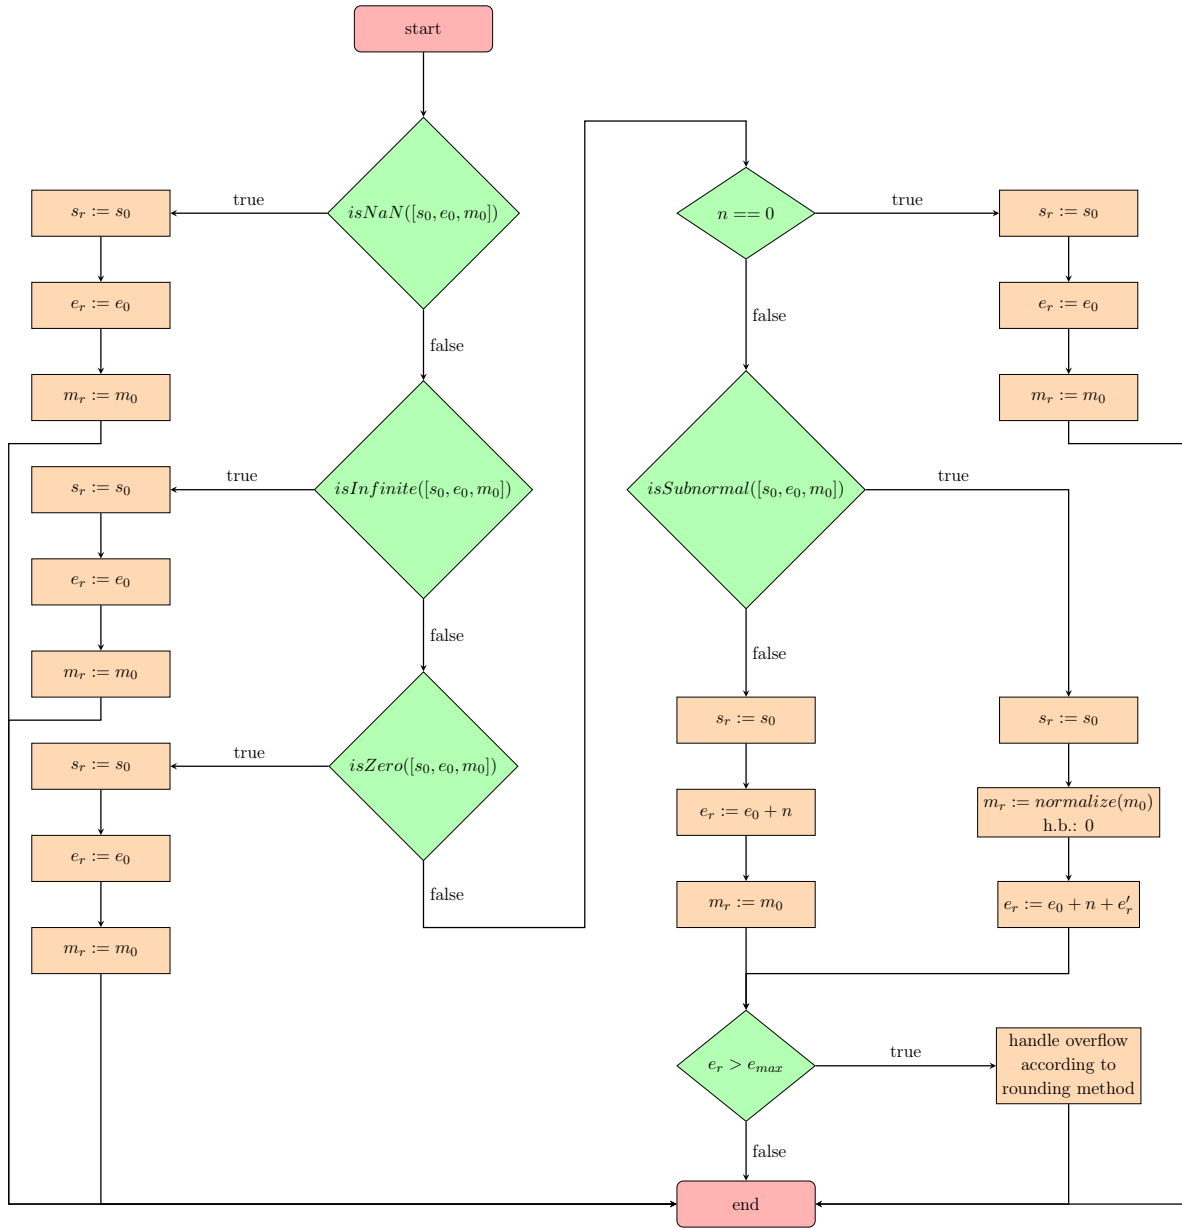 start
isNaN([s₀, e₀, m₀])
true
s_r := s₀
e_r := e₀
m_r := m₀
false
isInfinite([s₀, e₀, m₀])
true
s_r := s₀
e_r := e₀
m_r := m₀
false
isZero([s₀, e₀, m₀])
true
s_r := s₀
e_r := e₀
m_r := m₀
false
n == 0
true
s_r := s₀
e_r := e₀
m_r := m₀
false
isSubnormal([s₀, e₀, m₀])
true
false
s_r := s₀
e_r := e₀ + n
m_r := m₀
s_r := s₀
m_r := normalize(m₀)
h.b.: 0
e_r := e₀ + n + e′_r
e_r > e_max
true
handle overflow
according to
rounding method
false
end